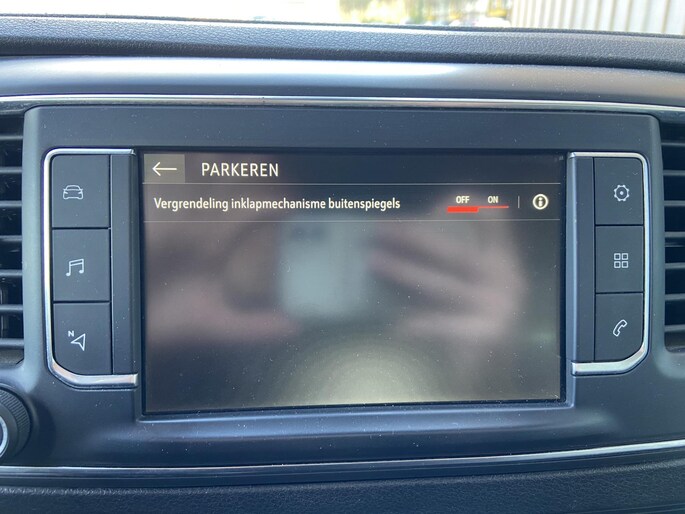 PARKEREN
Vergrendeling inklapmechanisme buitenspiegels OFF ON
N